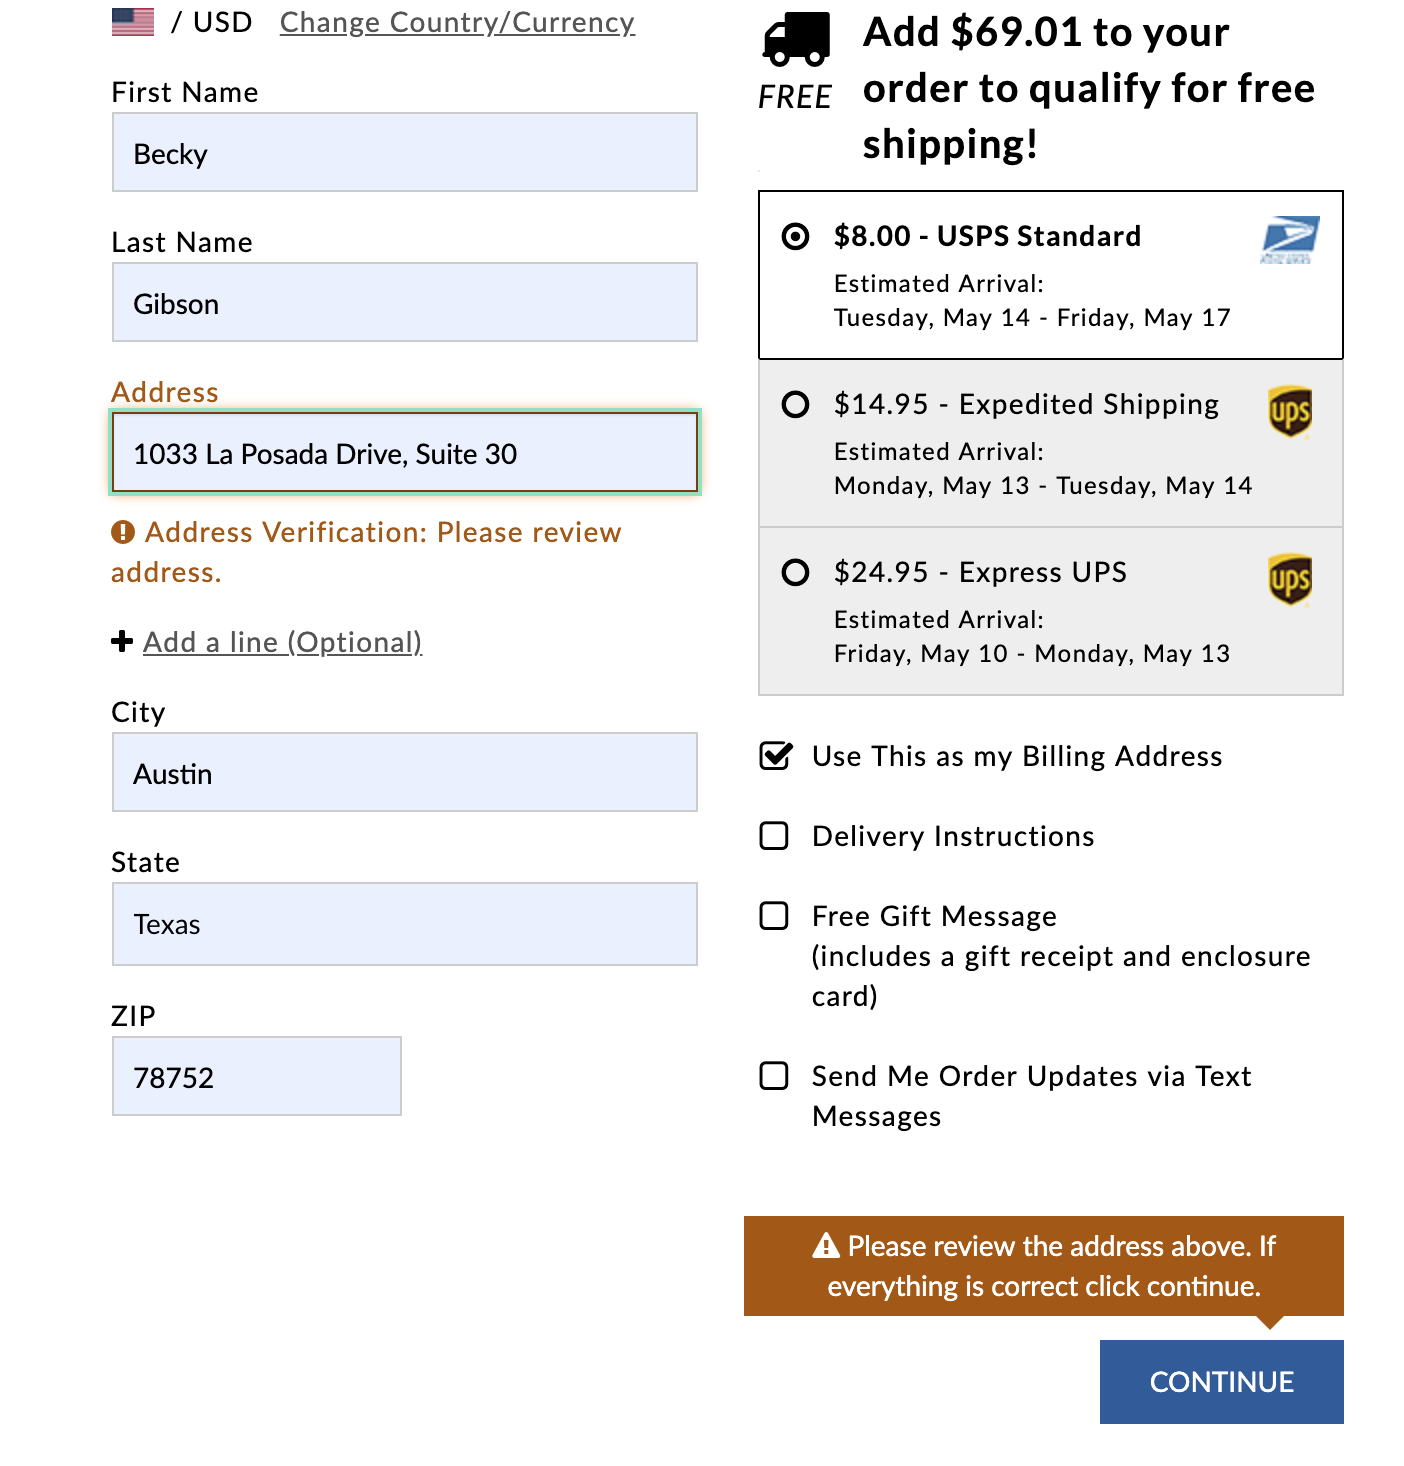 / USD Change Country/Currency
First Name
Becky
Last Name
Gibson
Address
1033 La Posada Drive, Suite 30
Address Verification: Please review
address.
Add a line (Optional)
City
Austin
State
Texas
ZIP
78752
FREE
Add $69.01 to your
order to qualify for free
shipping!
$8.00 - USPS Standard
Estimated Arrival:
Tuesday, May 14 - Friday, May 17
$14.95 - Expedited Shipping
ups
Estimated Arrival:
Monday, May 13 - Tuesday, May 14
$24.95 - Express UPS
ups
Estimated Arrival:
Friday, May 10 - Monday, May 13
Use This as my Billing Address
Delivery Instructions
Free Gift Message
(includes a gift receipt and enclosure
card)
Send Me Order Updates via Text
Messages
Please review the address above. If
everything is correct click continue.
CONTINUE